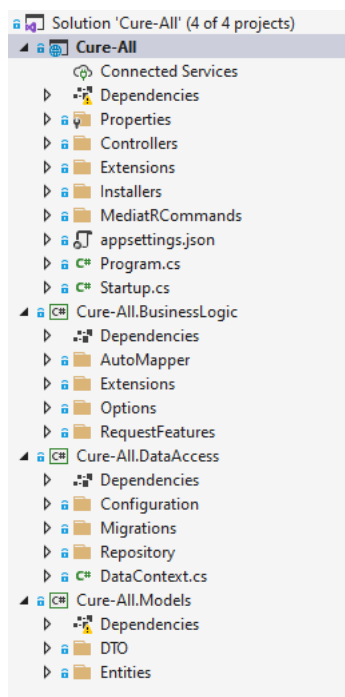 Solution 'Cure-All' (4 of 4 projects)
Cure-All
Connected Services
Dependencies
Properties
Controllers
Extensions
Installers
MediatRCommands
appsettings.json
C# Program.cs
C# Startup.cs
C# Cure-All.BusinessLogic
Dependencies
AutoMapper
Extensions
Options
RequestFeatures
C# Cure-All.DataAccess
Dependencies
Configuration
Migrations
Repository
C# DataContext.cs
C# Cure-All.Models
Dependencies
DTO
Entities